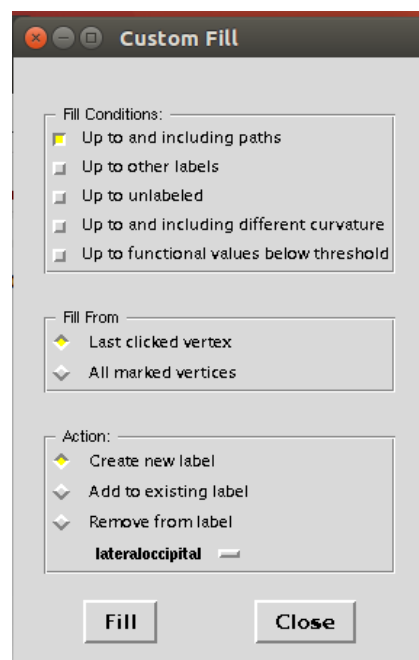 Custom Fill
Fill Conditions:
Up to and including paths
Up to other labels
Up to unlabeled
Up to and including different curvature
Up to functional values below threshold
Fill From
Last clicked vertex
All marked vertices
Action:
Create new label
Add to existing label
Remove from label
lateraloccipital
Fill Close